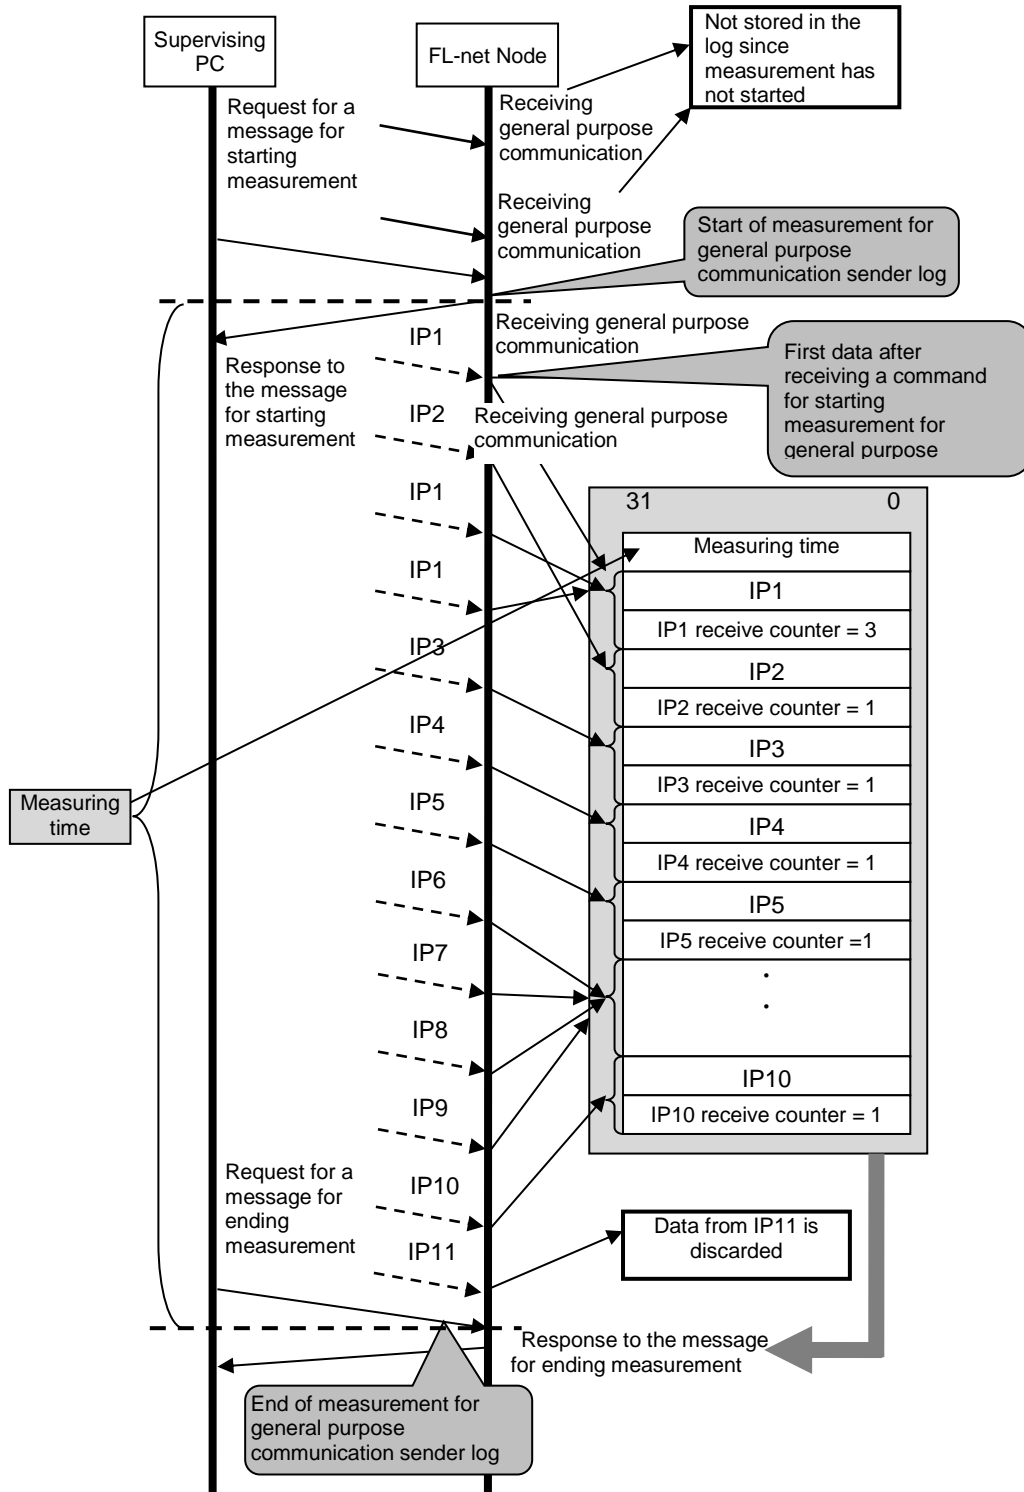 Supervising
PC
FL-net Node
Not stored in the
log since
measurement has
not started
Request for a
message for
starting
measurement
Receiving
general purpose
communication
Receiving
general purpose
communication
Start of measurement for
general purpose
communication sender log
Receiving general purpose
communication
IP1
Response to
the message
for starting
measurement
First data after
receiving a command
for starting
measurement for
general purpose
IP2
Receiving general purpose
communication
IP1
IP1
IP3
IP4
IP5
IP6
IP7
IP8
IP9
IP10
IP11
31 0
Measuring time
IP1
IP1 receive counter = 3
IP2
IP2 receive counter = 1
IP3
IP3 receive counter = 1
IP4
IP4 receive counter = 1
IP5
IP5 receive counter =1
.
.
IP10
IP10 receive counter = 1
Measuring
time
Request for a
message for
ending
measurement
Data from IP11 is
discarded
Response to the message
for ending measurement
End of measurement for
general purpose
communication sender log